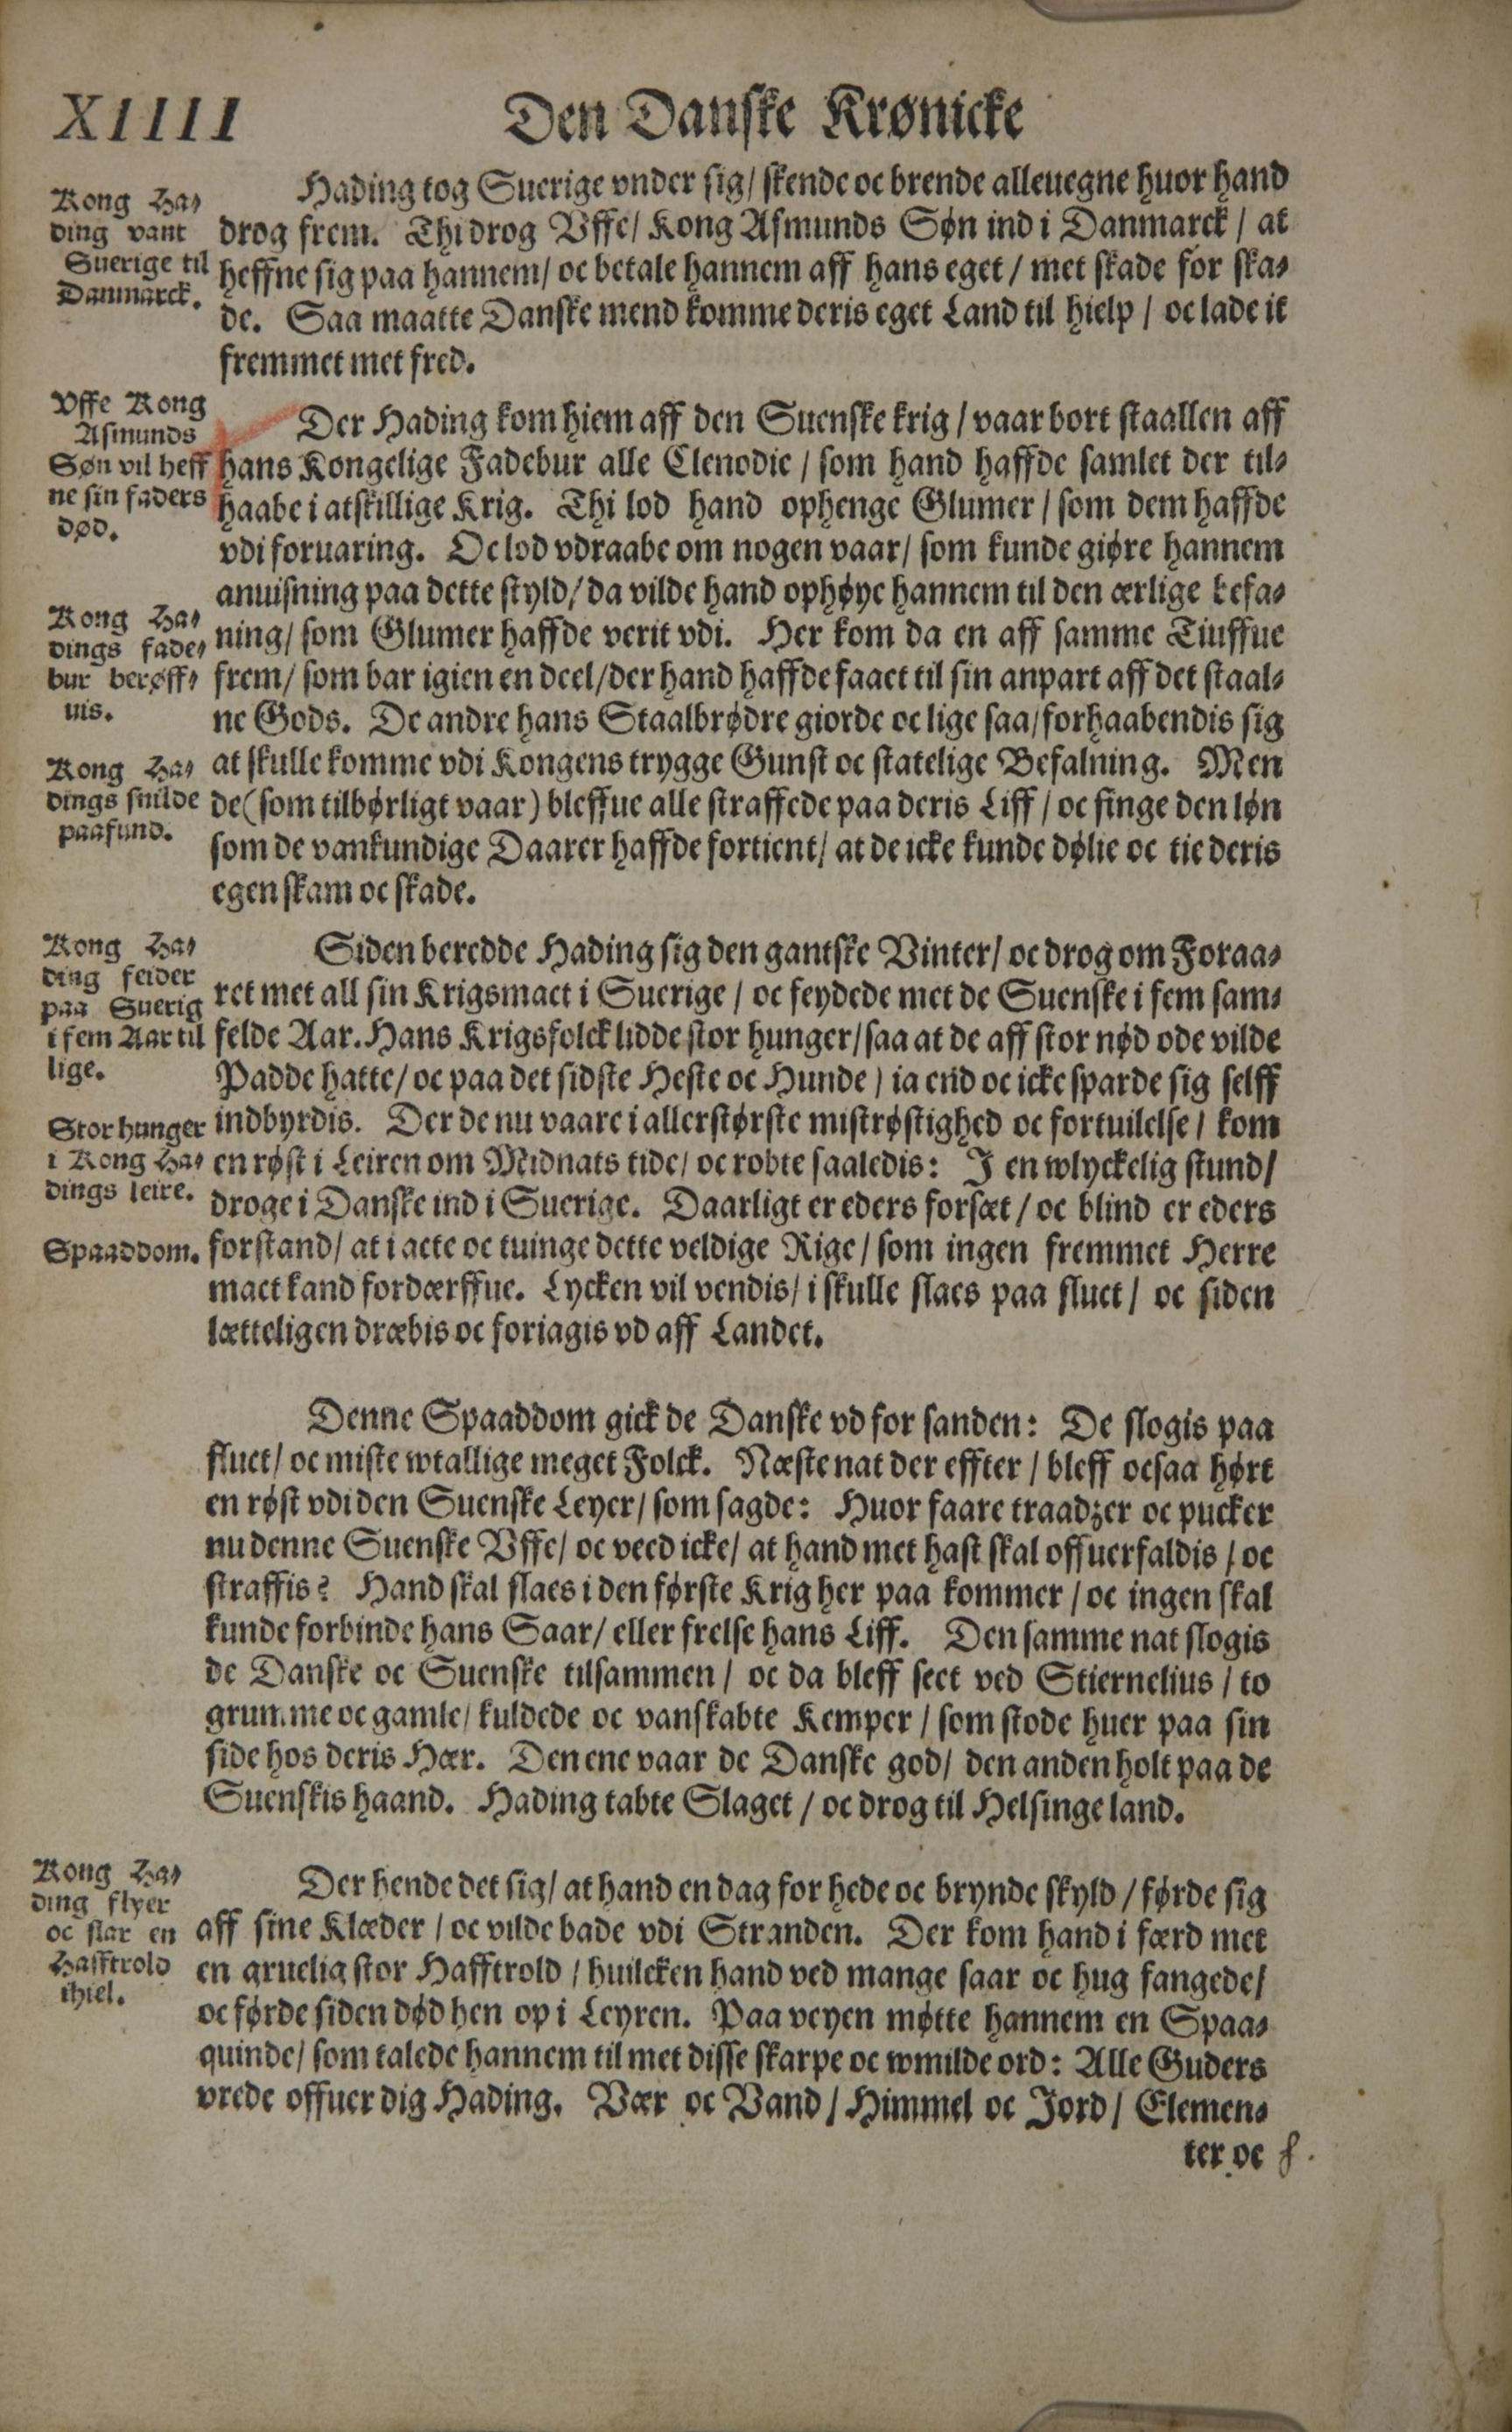 XIIII
Den Danske Krønicke
Kong Ha-
ding vant
Suerige til
Danmarck.
Hading tog Suerige vnder sig/ skende oc brende alleuegne huor hand
drog frem. Thi drog Vffe/ Kong Asmunds Søn ind i Danmarck / at
heffne sig paa hannem/ oc betale hannem aff hans eget / met skade for ska-
de. Saa maatte Danske mend komme deris eget Land til hielp / oc lade it
fremmet met fred.
Vffe Kong
Asmunds
Søn vil heff
ne sin faders
død.
Der Hading kom hiem aff den Suenske krig / vaar bort staallen aff
hans Kongelige Fadebur alle Clenodie / som hand haffde samlet der til-
haabe i atskillige Krig. Thi lod hand ophenge Glumer / som dem haffde
vdi foruaring. Oc lod vdraabe om nogen vaar/ som kunde giøre hannem
anuisning paa dette styld/ da vilde hand ophøye hannem til den ærlige befa-
Kong Ha-
dings fade-
bur berøff-
uis.
ning/ som Glumer haffde verit vdi. Her kom da en aff samme Tiuffue
frem/ som bar igien en deel/ der hand haffde faaet til sin anpart aff det staal-
ne Gods. De andre hans Staalbrødre giorde oc lige saa/ forhaabendis sig
Kong Ha-
dings snilde
paafund.
at skulle komme vdi Kongens trygge Gunst oc statelige Befalning. Men
de (som tilbørligt vaar) bleffue alle straffede paa deris Liff / oc finge den løn
som de vankundige Daarer haffde fortient/ at de icke kunde dølie oc tie deris
egen skam oc skade.
Kong Ha-
ding feider
paa Suerig
i fem Aar til
lige.
Siden beredde Hading sig den gantske Vinter/ oc drog om Foraa-
ret met all sin Krigsmact i Suerige / oc feydede met de Suenske i fem sam-
felde Aar. Hans Krigsfolck lidde stor hunger/ saa at de aff stor nød ode vilde
Padde hatte/ oc paa det sidste Heste oc Hunde / ia end oc icke sparde sig selff
Stor hunger
i Kong Ha-
dings leire.
indbyrdis. Der de nu vaare i allerstørste mistrøstighed oc fortuilelse / kom
en røst i Leiren om Midnats tide/ oc robte saaledis: J en wlyckelig stund/
droge i Danske ind i Suerige. Daarligt er eders forsæt / oc blind er eders
Spaaddom.
forstand/ at i acte oc tuinge dette veldige Rige / som ingen fremmet Herre
mact kand fordærffue. Lycken vil vendis/ i skulle slaes paa fluct / oc siden
lætteligen dræbis oc foriagis vd aff Landet.
Denne Spaaddom gick de Danske vd for sanden: De slogis paa
fluct/ oc miste wtallige meget Folck. Næste nat der effter / bleff ocsaa hørt
en røst vdi den Suenske Leyer/ som sagde: Huor faare traadzer oc pucker
nu denne Suenske Vffe/ oc veed icke/ at hand met hast skal offuerfaldis / oc
straffis? Hand skal slaes i den første Krig her paa kommer / oc ingen skal
kunde forbinde hans Saar/ eller frelse hans Liff. Den samme nat slogis
de Danske oc Suenske tilsammen / oc da bleff seet ved Stiernelius / to
grumme oc gamle/ kuldede oc vanskabte Kemper / som stode huer paa sin
side hos deris Hær. Den ene vaar de Danske god/ den anden holt paa de
Suenskis haand. Hading tabte Slaget / oc drog til Helsinge land.
Kong Ha-
ding flyer
oc slar en
Hafftrold
ihiel.
Der hende det sig/ at hand en dag for hede oc brynde skyld / førde sig
aff sine Klæder / oc vilde bade vdi Stranden. Der kom hand i færd met
en gruelig stor Hafftrold / huilcken hand ved mange saar oc hug fangede/
oc førde siden død hen op i Leyren. Paa veyen møtte hannem en Spaa-
quinde/ som talede hannem til met disse skarpe oc wmilde ord: Alle Guders
vrede offuer dig Hading. Vær oc Vand / Himmel oc Jord / Elemen-
ter oc